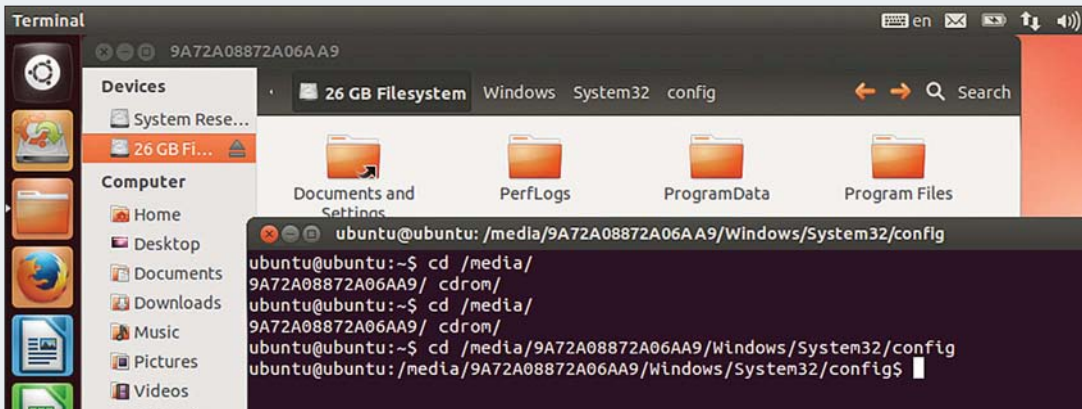 Terminal
en
9A72A08872A06AA9
Devices
System Rese...
26 GB Fi...
Computer
Home
Desktop
Documents
Downloads
Music
Pictures
Videos
26 GB Filesystem Windows System32 config Search
Documents and Settings
PerfLogs
ProgramData
Program Files
ubuntu@ubuntu: /media/9A72A08872A06AA9/Windows/System32/config
ubuntu@ubuntu:~$ cd /media/
9A72A08872A06AA9/ cdrom/
ubuntu@ubuntu:~$ cd /media/
9A72A08872A06AA9/ cdrom/
ubuntu@ubuntu:~$ cd /media/9A72A08872A06AA9/Windows/System32/config
ubuntu@ubuntu:/media/9A72A08872A06AA9/Windows/System32/config$